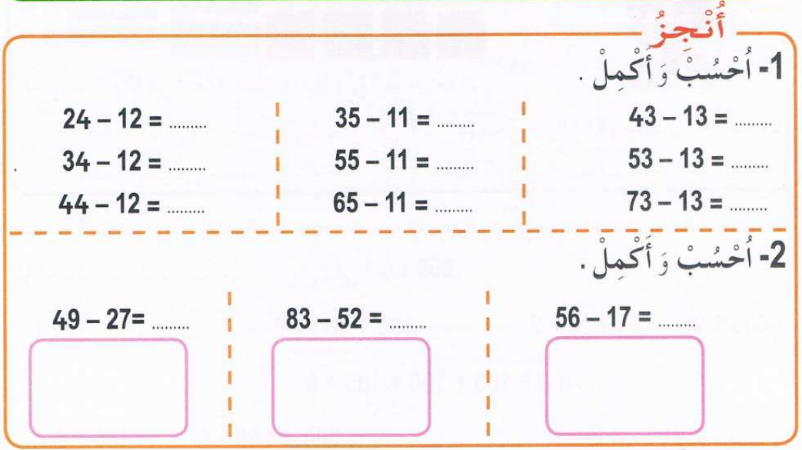 أُنْجِزُ
1- اُحْسُبْ وَ أَكْمِلْ .
24 – 12 = ......... 35 – 11 = ......... 43 – 13 = .........
34 – 12 = ......... 55 – 11 = ......... 53 – 13 = .........
44 – 12 = ......... 65 – 11 = ......... 73 – 13 = .........
2- اُحْسُبْ وَ أَكْمِلْ .
49 – 27= ......... 83 – 52 = ......... 56 – 17 = .........